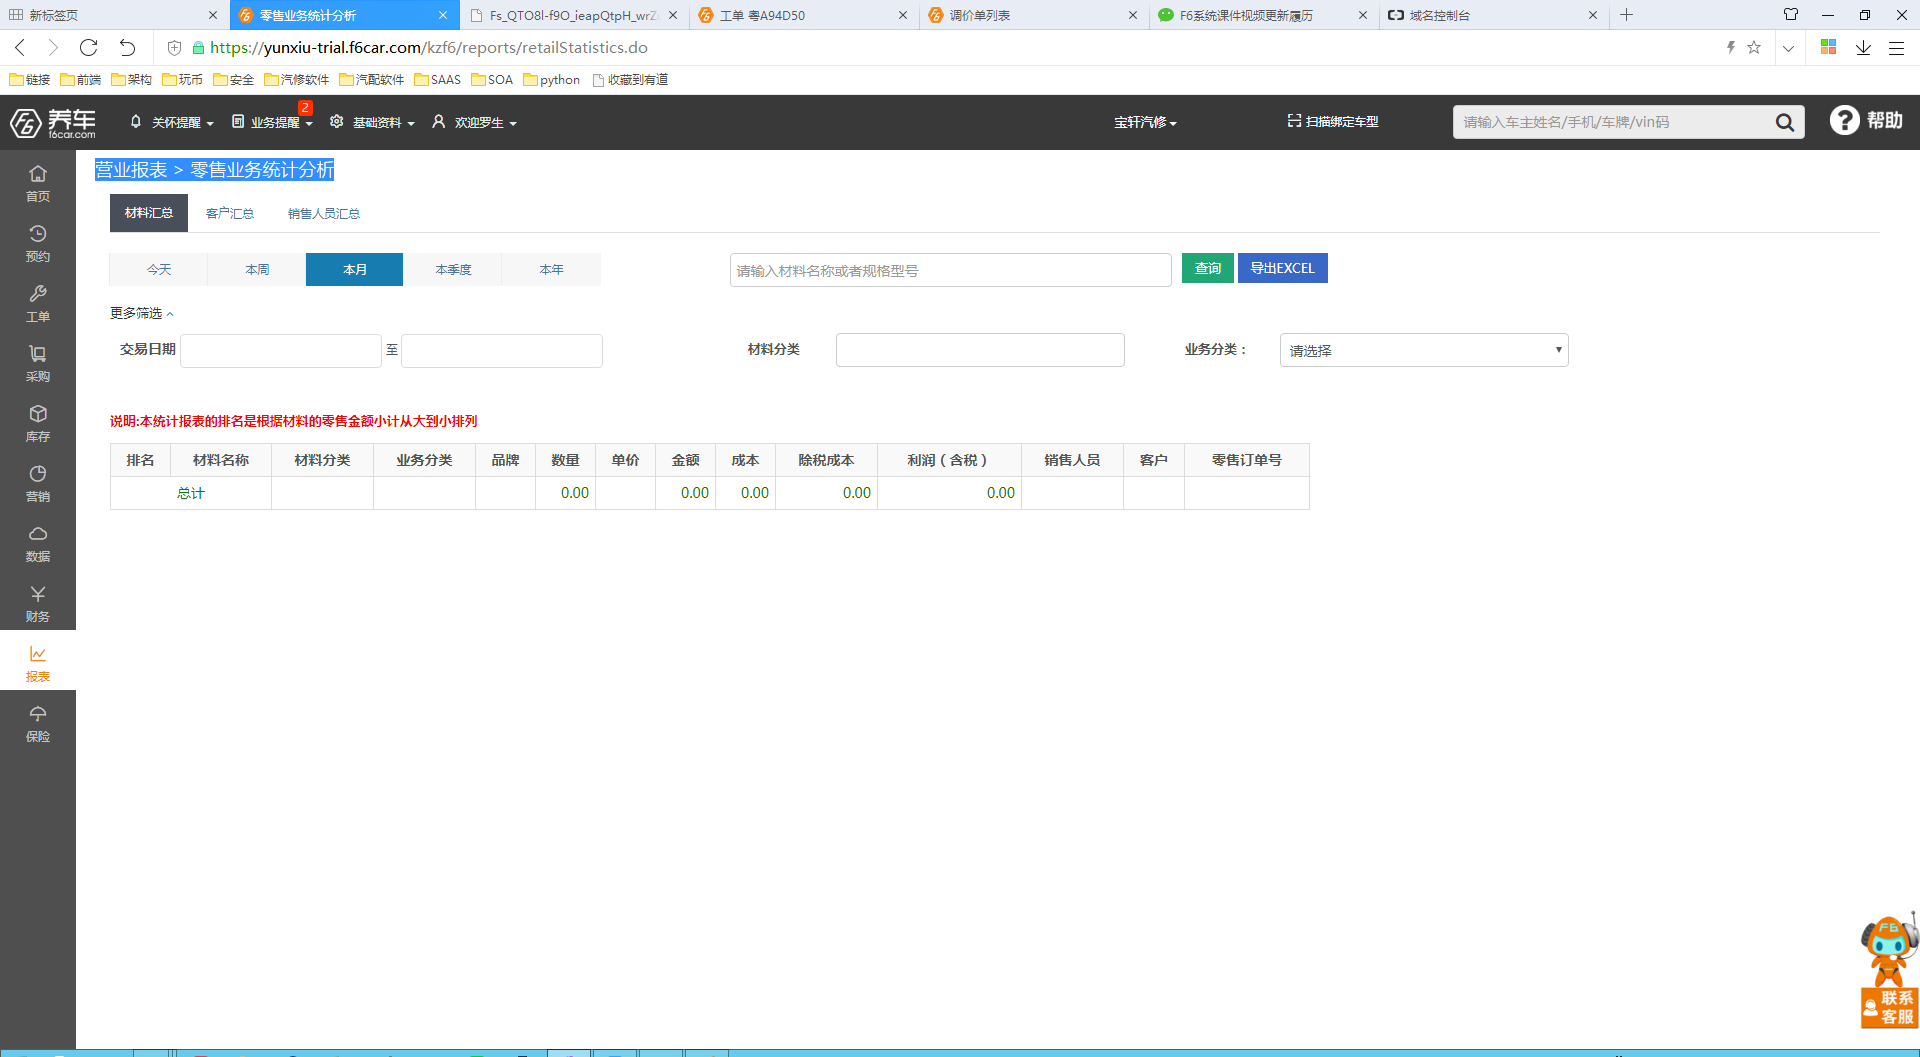 新标签页
零售业务统计分析
Fs_QTO8l-f9O_ieapQtpH_wrZ
工单 粤A94D50
调价单列表
F6系统课件视频更新履历
域名控制台
https://yunxiu-trial.f6car.com/kzf6/reports/retailStatistics.do
链接 前端 架构 玩币 安全 汽修软件 汽配软件 SAAS SOA python 收藏到有道
F6 养车 f6car.com
关怀提醒
业务提醒 2
基础资料
欢迎罗生
宝轩汽修
扫描绑定车型
请输入车主姓名/手机/车牌/vin码
? 帮助
首页
预约
工单
采购
库存
营销
数据
财务
报表
保险
营业报表 > 零售业务统计分析
材料汇总 客户汇总 销售人员汇总
今天 本周 本月 本季度 本年
请输入材料名称或者规格型号
查询 导出EXCEL
更多筛选
交易日期 至 材料分类 业务分类： 请选择
说明:本统计报表的排名是根据材料的零售金额小计从大到小排列
排名 材料名称 材料分类 业务分类 品牌 数量 单价 金额 成本 除税成本 利润（含税） 销售人员 客户 零售订单号
总计 0.00 0.00 0.00 0.00 0.00
F6
联系
客服